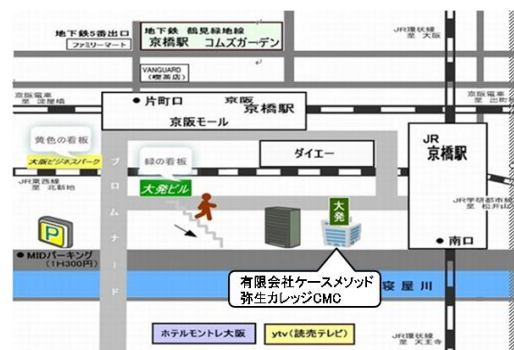 地下鉄5番出口
ファミリーマート
地下鉄 鶴見緑地線
京橋駅 コムズガーデン
JR環状線
至 大阪
VANGUARD
(喫茶店)
京阪電車
至 淀屋橋
● 片町口 京阪
京橋駅
京阪モール
京阪電車
至 出町
黄色の看板
大阪ビジネスパーク
緑の看板
大発ビル
ダイエー
JR
京橋駅
JR東西線
至 北新地
プロムナード
大発
JR学研都市線
至 松井山
P
● MIDパーキング
(1H300円)
● 南口
有限会社ケースメソッド
弥生カレッジCMC
寝屋川
ホテルモントレ大阪
ytv(読売テレビ)
JR環状線
至 天王寺